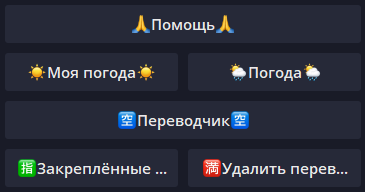 🙏Помощь🙏
☀️Моя погода☀️ 🌦️Погода🌦️
🈳Переводчик🈳
🈯Закреплённые ... 🈵Удалить перев...